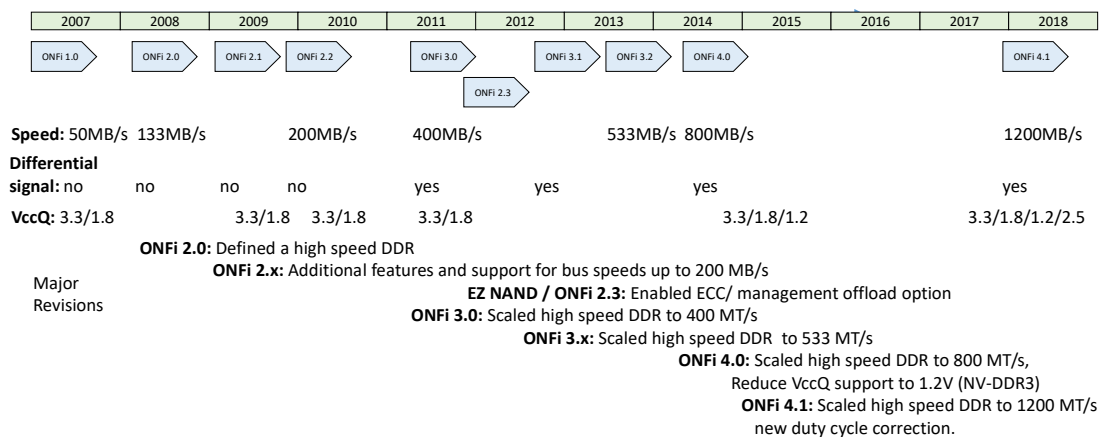 2007 2008 2009 2010 2011 2012 2013 2014 2015 2016 2017 2018
ONFi 1.0 ONFi 2.0 ONFi 2.1 ONFi 2.2 ONFi 3.0 ONFi 3.1 ONFi 3.2 ONFi 4.0 ONFi 4.1
ONFi 2.3
Speed: 50MB/s 133MB/s 200MB/s 400MB/s 533MB/s 800MB/s 1200MB/s
Differential
signal: no no no no yes yes yes yes
VccQ: 3.3/1.8 3.3/1.8 3.3/1.8 3.3/1.8 3.3/1.8/1.2 3.3/1.8/1.2/2.5
Major
Revisions
ONFi 2.0: Defined a high speed DDR
ONFi 2.x: Additional features and support for bus speeds up to 200 MB/s
EZ NAND / ONFi 2.3: Enabled ECC/ management offload option
ONFi 3.0: Scaled high speed DDR to 400 MT/s
ONFi 3.x: Scaled high speed DDR to 533 MT/s
ONFi 4.0: Scaled high speed DDR to 800 MT/s,
Reduce VccQ support to 1.2V (NV-DDR3)
ONFi 4.1: Scaled high speed DDR to 1200 MT/s
new duty cycle correction.